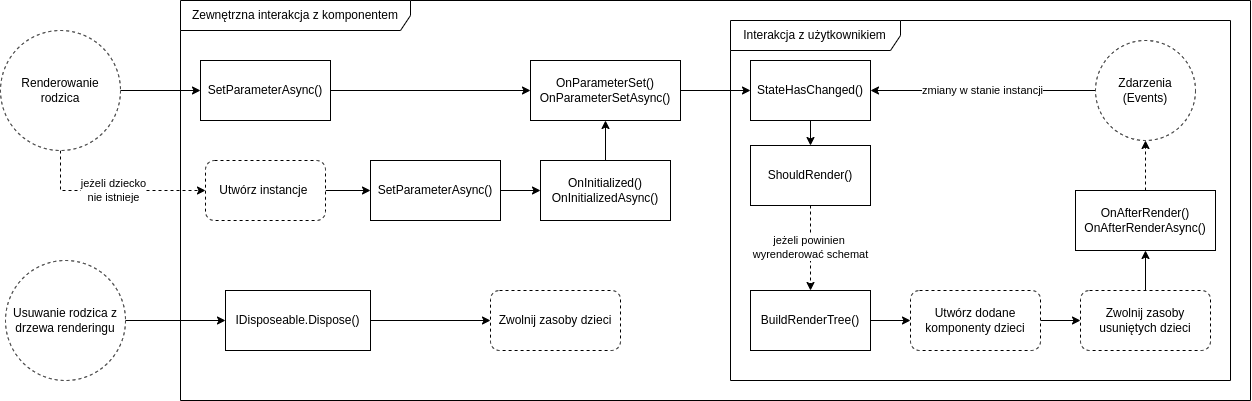 Zewnętrzna interakcja z komponentem
Interakcja z użytkownikiem
Renderowanie
rodzica
SetParameterAsync()
OnParameterSet()
OnParameterSetAsync()
StateHasChanged()
zmiany w stanie instancji
Zdarzenia
(Events)
jeżeli dziecko
nie istnieje
Utwórz instancje
SetParameterAsync()
OnInitialized()
OnInitializedAsync()
ShouldRender()
jeżeli powinien
wyrenderować schemat
OnAfterRender()
OnAfterRenderAsync()
Usuwanie rodzica z
drzewa renderingu
IDisposeable.Dispose()
Zwolnij zasoby dzieci
BuildRenderTree()
Utwórz dodane
komponenty dzieci
Zwolnij zasoby
usuniętych dzieci